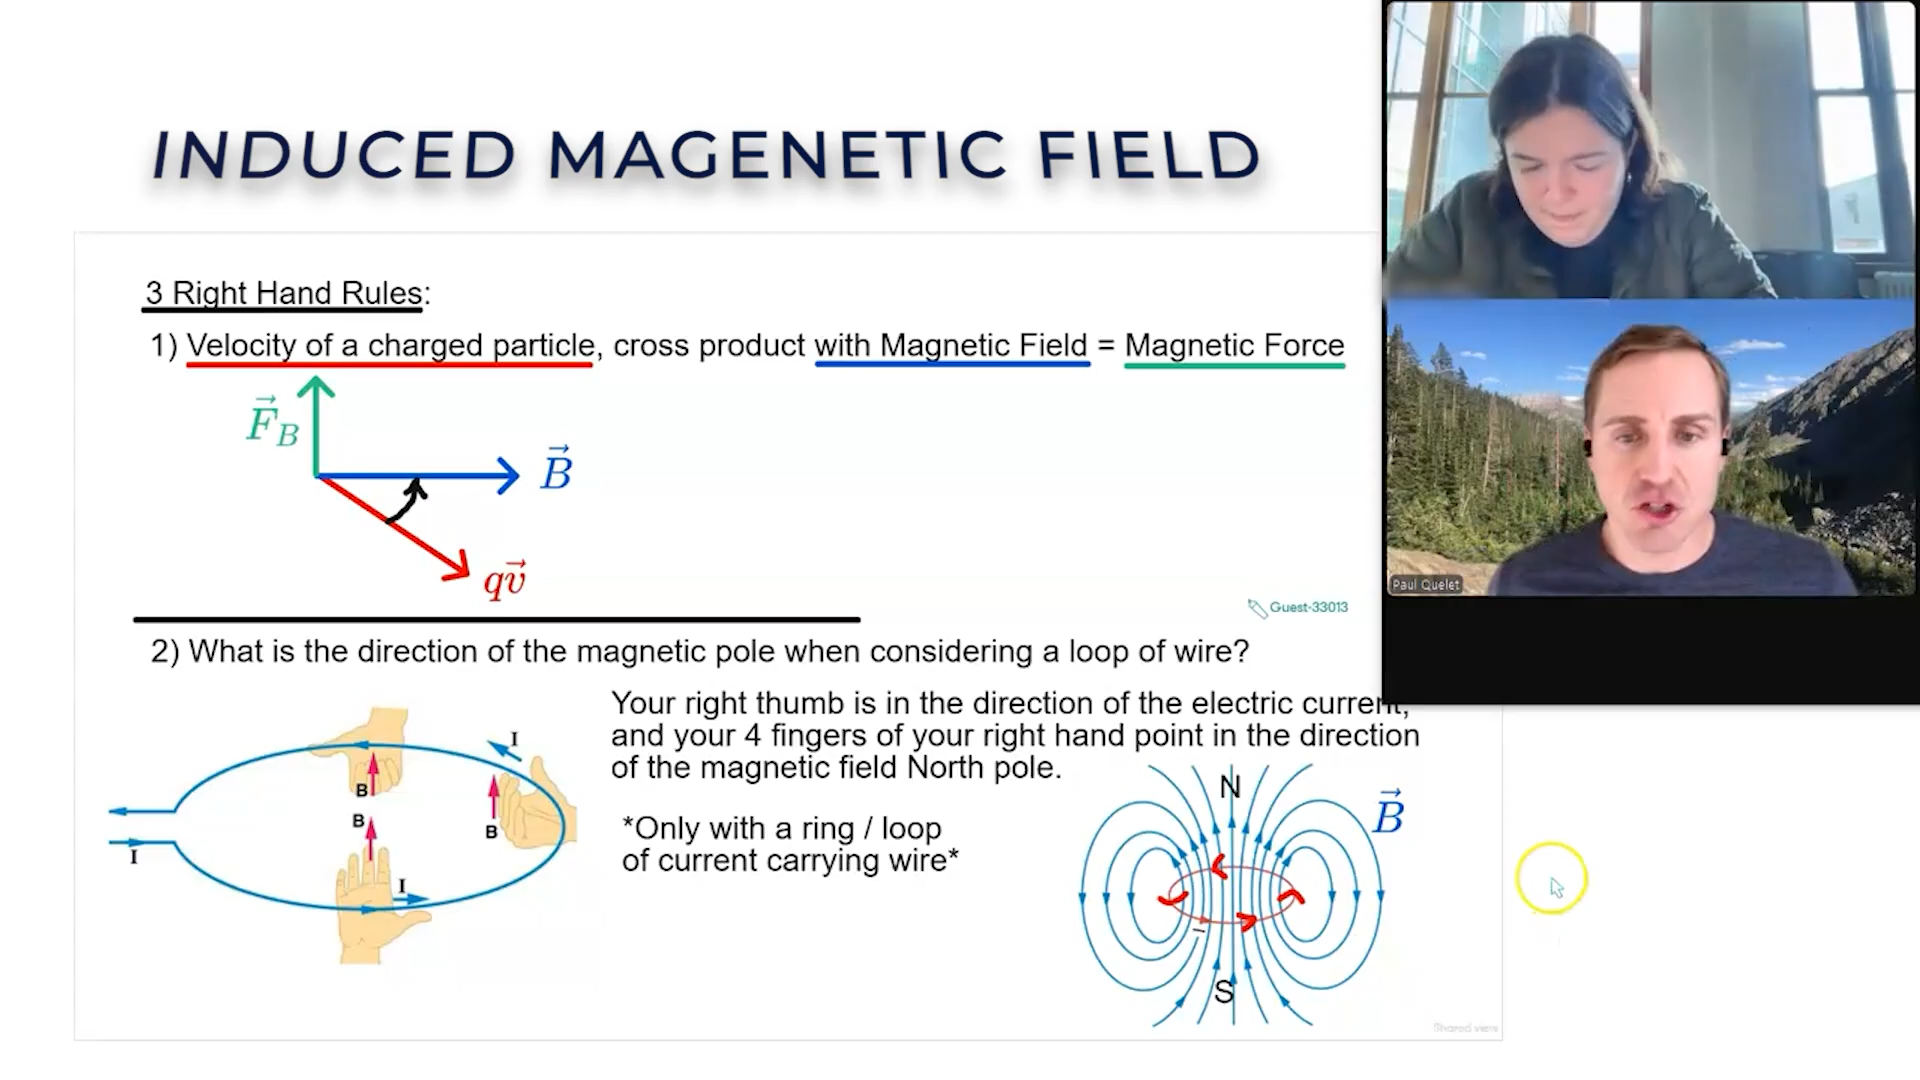 INDUCED MAGENETIC FIELD
3 Right Hand Rules:
1) Velocity of a charged particle, cross product with Magnetic Field = Magnetic Force
F⃗B
B⃗
qv⃗
Paul Quelet
Guest-33013
2) What is the direction of the magnetic pole when considering a loop of wire?
Your right thumb is in the direction of the electric current,
and your 4 fingers of your right hand point in the direction
of the magnetic field North pole.
*Only with a ring / loop
of current carrying wire*
I
B
B
B
I
I
N
B⃗
I
S
Shared view